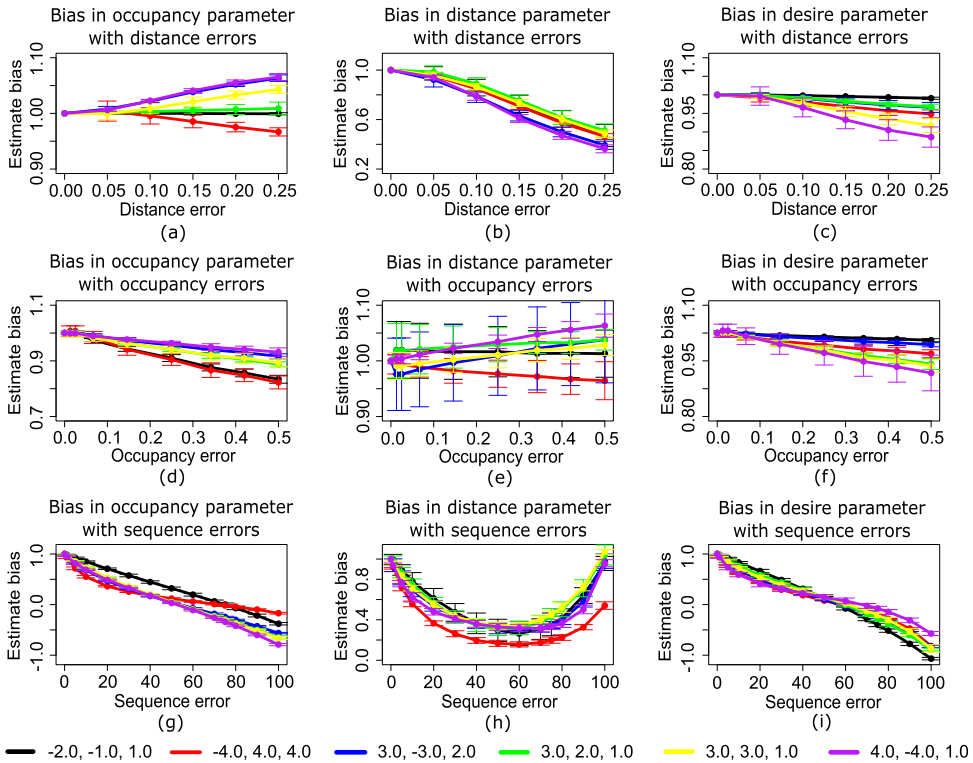 Bias in occupancy parameter
with distance errors
Estimate bias
0.90 1.00 1.10
0.00 0.05 0.10 0.15 0.20 0.25
Distance error
(a)
Bias in distance parameter
with distance errors
Estimate bias
0.2 0.6 1.0
0.00 0.05 0.10 0.15 0.20 0.25
Distance error
(b)
Bias in desire parameter
with distance errors
Estimate bias
0.80 0.95 1.10
0.00 0.05 0.10 0.15 0.20 0.25
Distance error
(c)
Bias in occupancy parameter
with occupancy errors
Estimate bias
0.7 0.9 1.1
0.0 0.1 0.2 0.3 0.4 0.5
Occupancy error
(d)
Bias in distance parameter
with occupancy errors
Estimate bias
0.90 1.00 1.10
0.0 0.1 0.2 0.3 0.4 0.5
Occupancy error
(e)
Bias in desire parameter
with occupancy errors
Estimate bias
0.80 0.95 1.10
0.0 0.1 0.2 0.3 0.4 0.5
Occupancy error
(f)
Bias in occupancy parameter
with sequence errors
Estimate bias
-1.0 0.0 1.0
0 20 40 60 80 100
Sequence error
(g)
Bias in distance parameter
with sequence errors
Estimate bias
0.0 0.4 0.8
0 20 40 60 80 100
Sequence error
(h)
Bias in desire parameter
with sequence errors
Estimate bias
-1.0 0.0 1.0
0 20 40 60 80 100
Sequence error
(i)
-2.0, -1.0, 1.0
-4.0, 4.0, 4.0
3.0, -3.0, 2.0
3.0, 2.0, 1.0
3.0, 3.0, 1.0
4.0, -4.0, 1.0